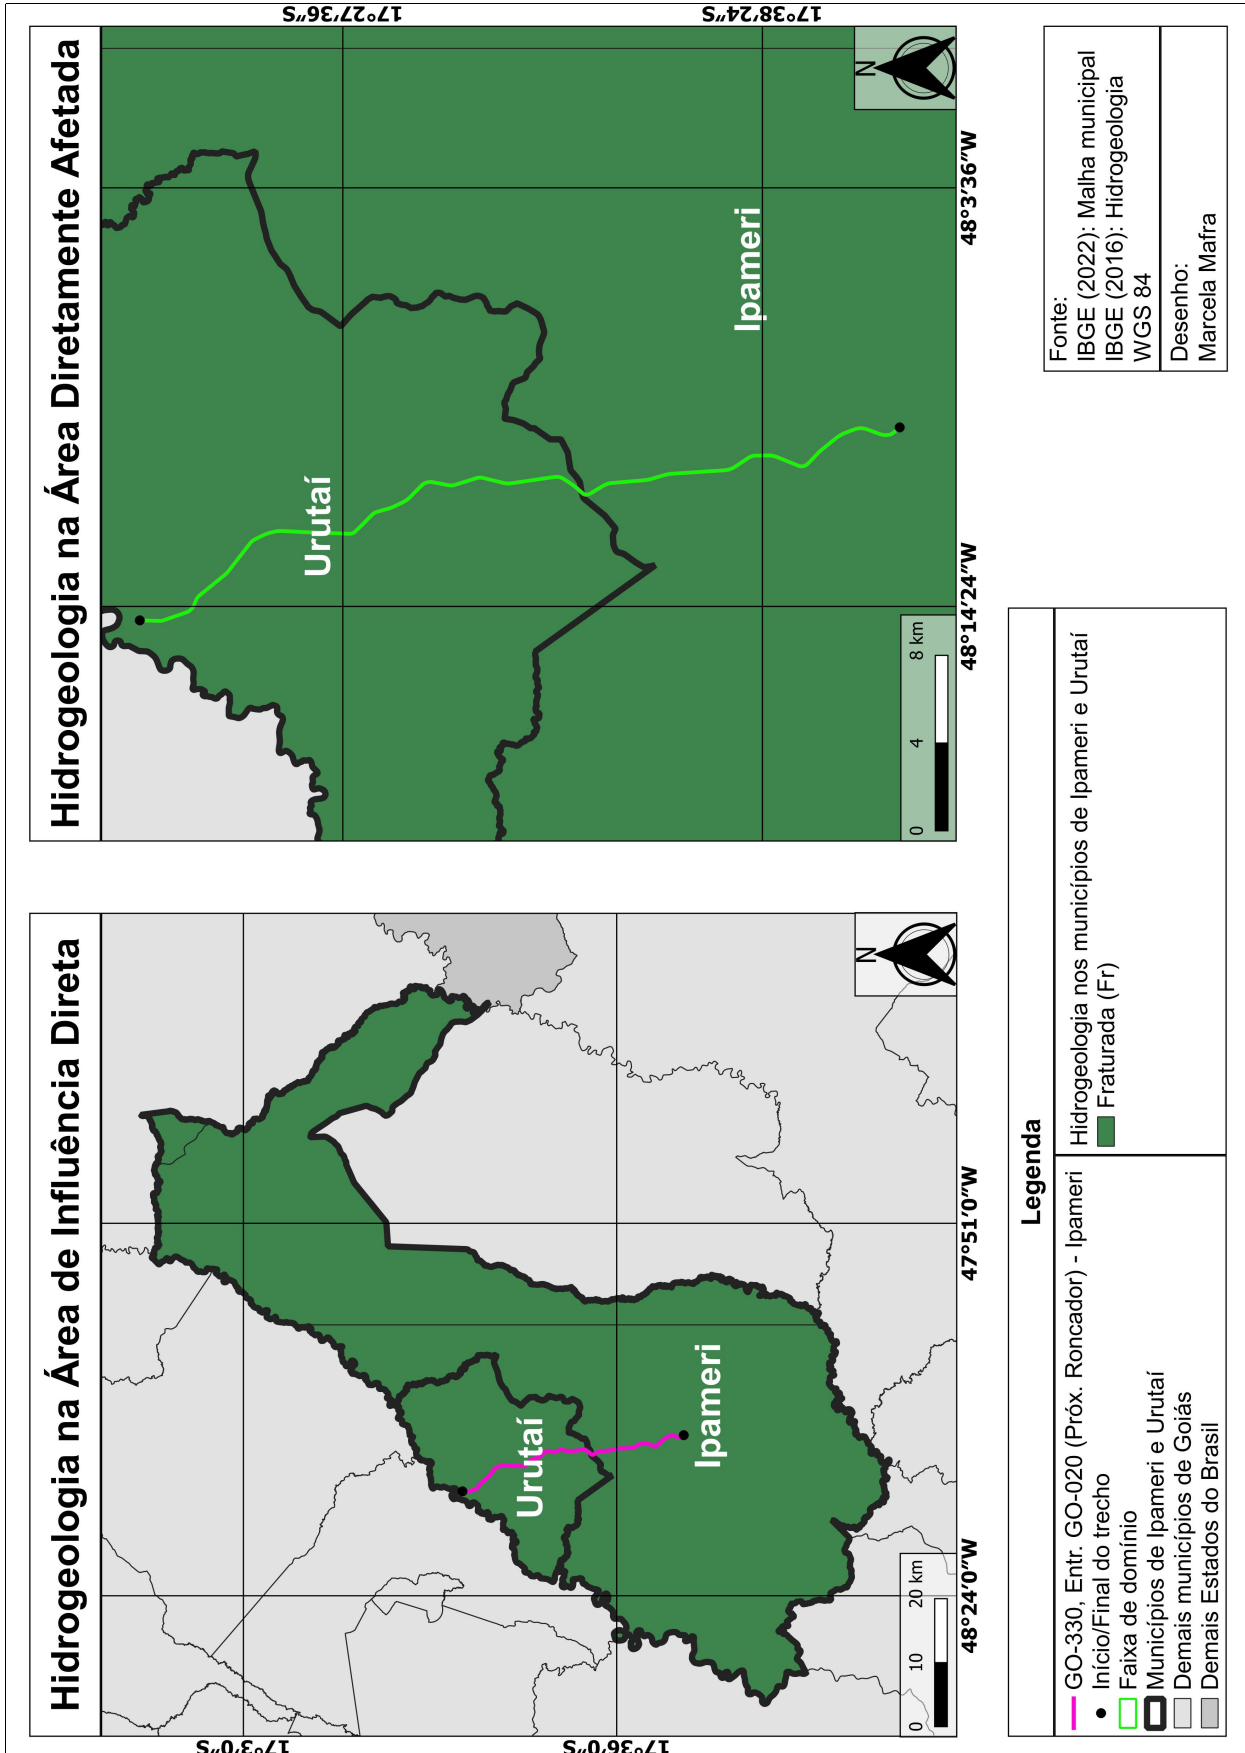 Hidrogeologia na Área de Influência Direta
N
17°3'0"S
17°36'0"S
Urutaí
Ipameri
0 10 20 km
48°24'0"W 47°51'0"W
Hidrogeologia na Área Diretamente Afetada
N
17°27'36"S
17°38'24"S
Urutaí
Ipameri
0 4 8 km
48°14'24"W 48°3'36"W
Legenda
GO-330, Entr. GO-020 (Próx. Roncador) - Ipameri
Início/Final do trecho
Faixa de domínio
Municípios de Ipameri e Urutaí
Demais municípios de Goiás
Demais Estados do Brasil
Hidrogeologia nos municípios de Ipameri e Urutaí
Fraturada (Fr)
Fonte:
IBGE (2022): Malha municipal
IBGE (2016): Hidrogeologia
WGS 84
Desenho:
Marcela Mafra